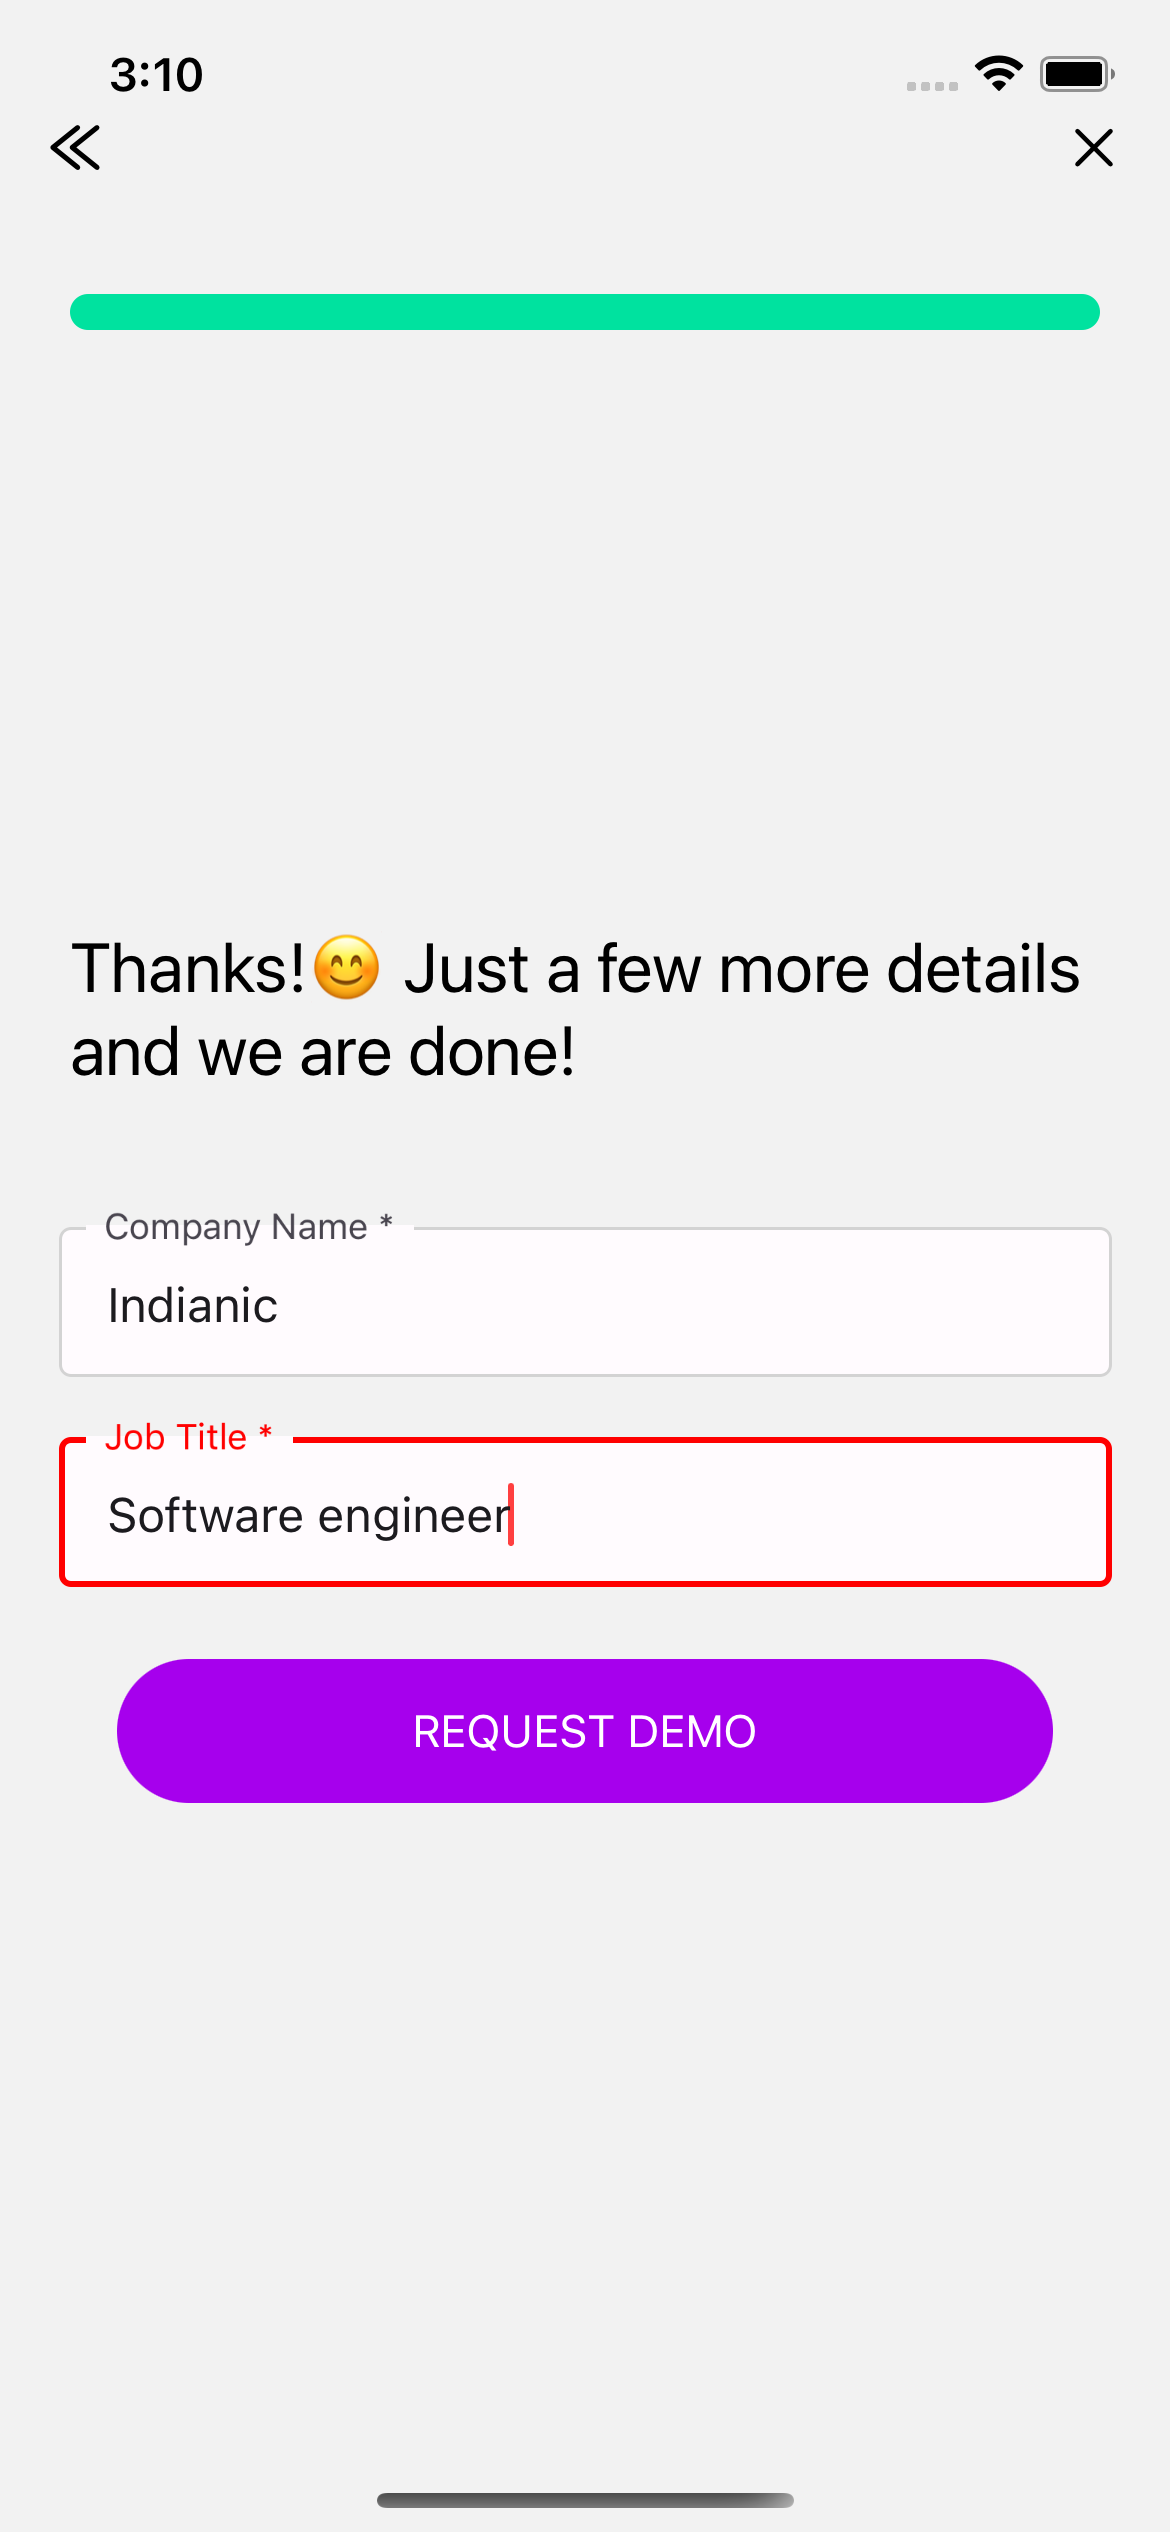 3:10
Thanks!😊 Just a few more details
and we are done!
Company Name *
Indianic
Job Title *
Software engineer
REQUEST DEMO